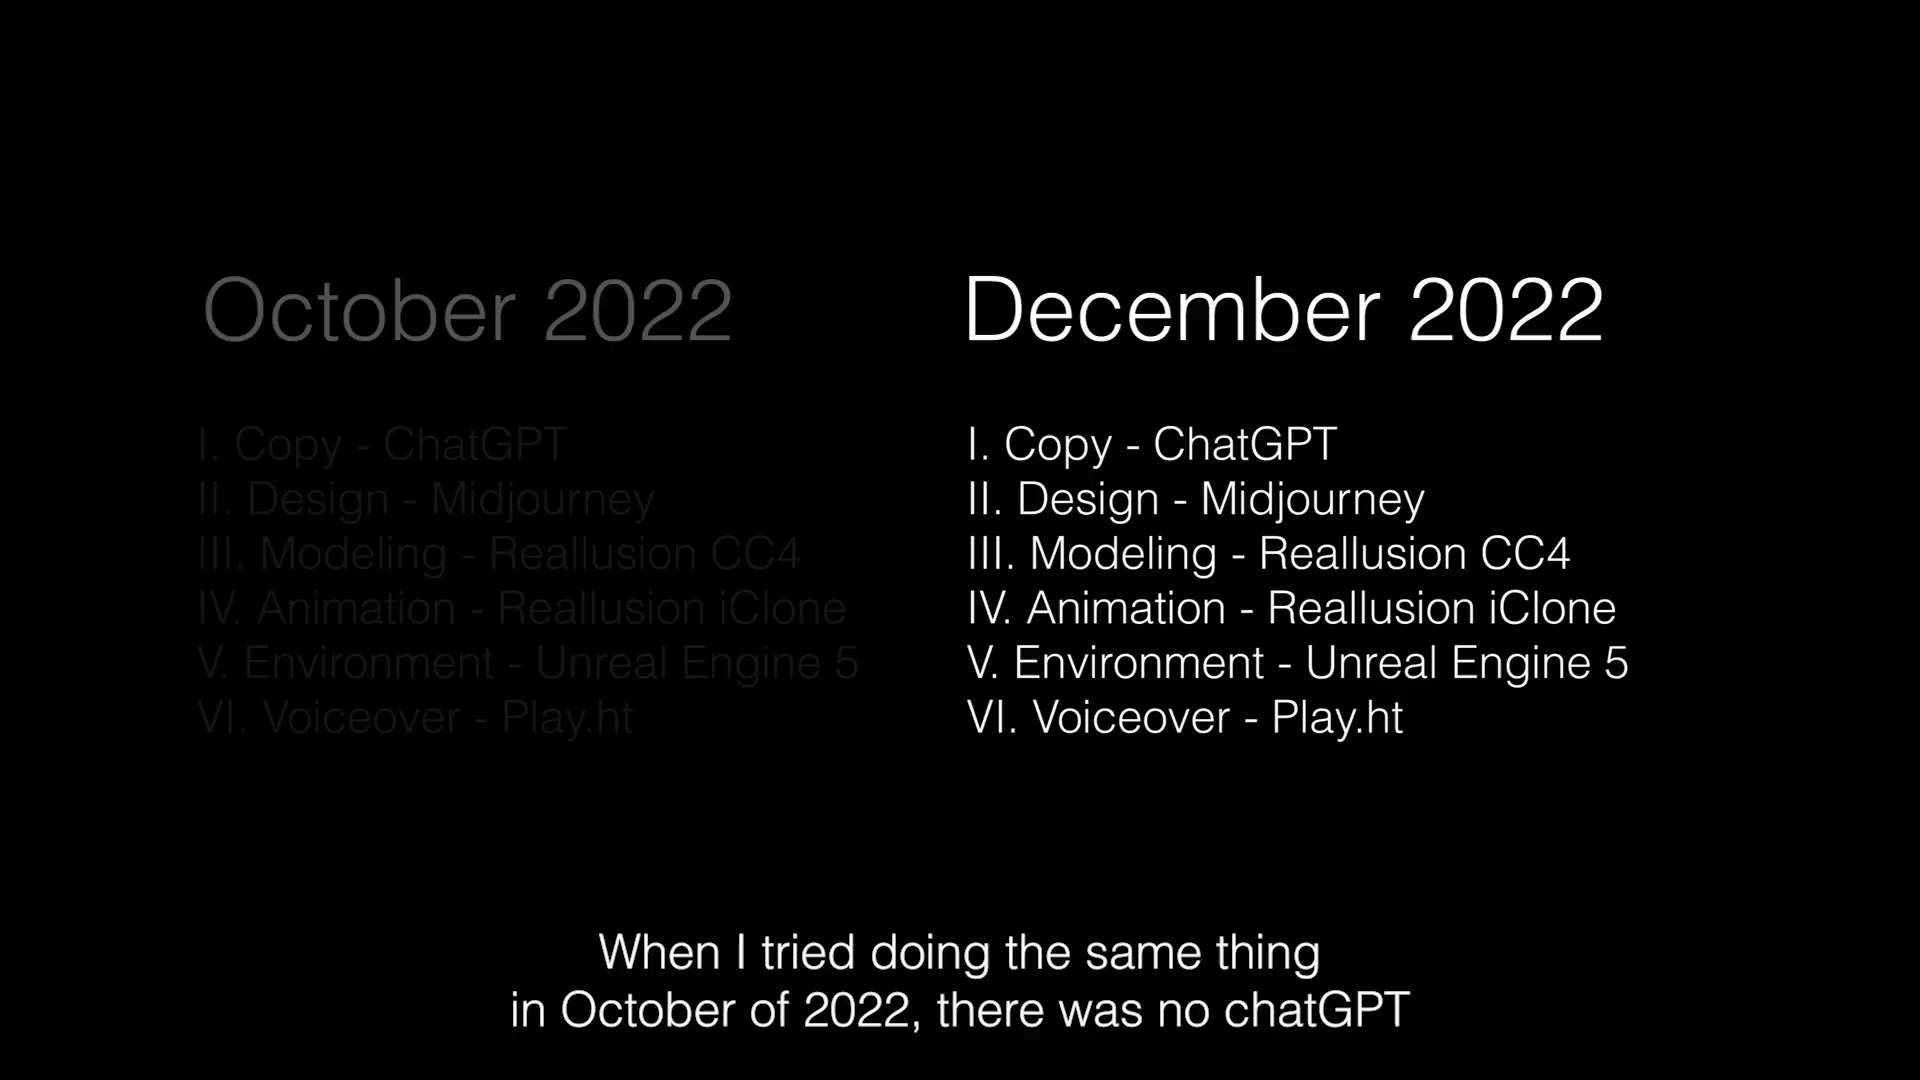 October 2022
I. Copy - ChatGPT
II. Design - Midjourney
III. Modeling - Reallusion CC4
IV. Animation - Reallusion iClone
V. Environment - Unreal Engine 5
VI. Voiceover - Play.ht
December 2022
I. Copy - ChatGPT
II. Design - Midjourney
III. Modeling - Reallusion CC4
IV. Animation - Reallusion iClone
V. Environment - Unreal Engine 5
VI. Voiceover - Play.ht
When I tried doing the same thing
in October of 2022, there was no chatGPT